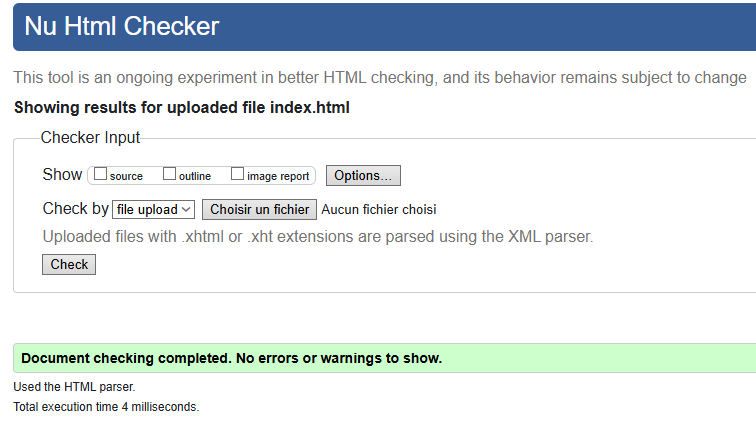 Nu Html Checker
This tool is an ongoing experiment in better HTML checking, and its behavior remains subject to change
Showing results for uploaded file index.html
Checker Input
Show source outline image report Options...
Check by file upload Choisir un fichier Aucun fichier choisi
Uploaded files with .xhtml or .xht extensions are parsed using the XML parser.
Check
Document checking completed. No errors or warnings to show.
Used the HTML parser.
Total execution time 4 milliseconds.